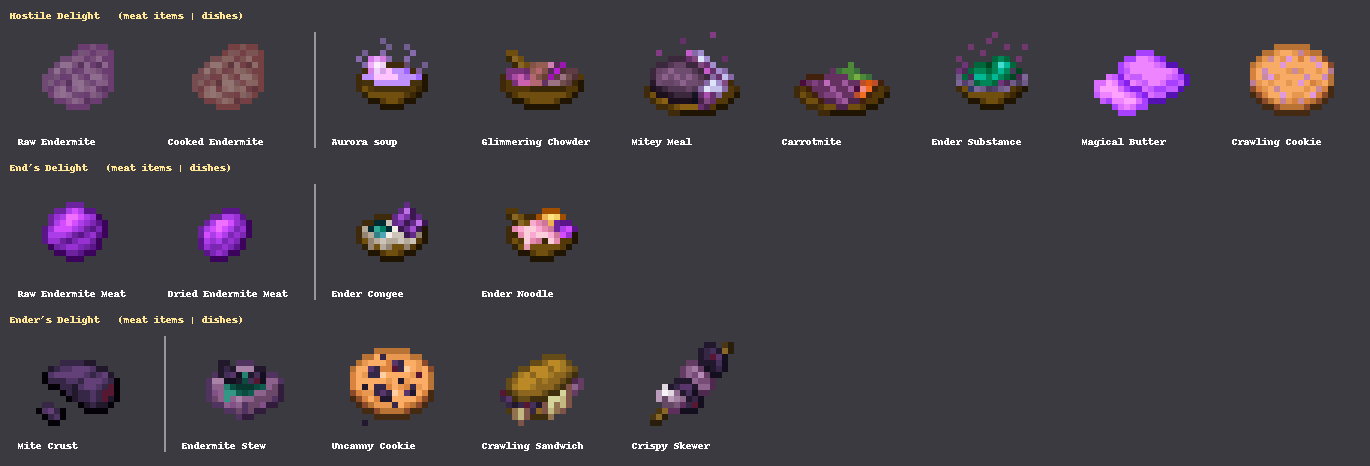 Hostile Delight (meat items | dishes)
Raw Endermite Cooked Endermite Aurora soup Glimmering Chowder Mitey Meal Carrotmite Ender Substance Magical Butter Crawling Cookie
End's Delight (meat items | dishes)
Raw Endermite Meat Dried Endermite Meat Ender Congee Ender Noodle
Ender's Delight (meat items | dishes)
Mite Crust Endermite Stew Uncanny Cookie Crawling Sandwich Crispy Skewer